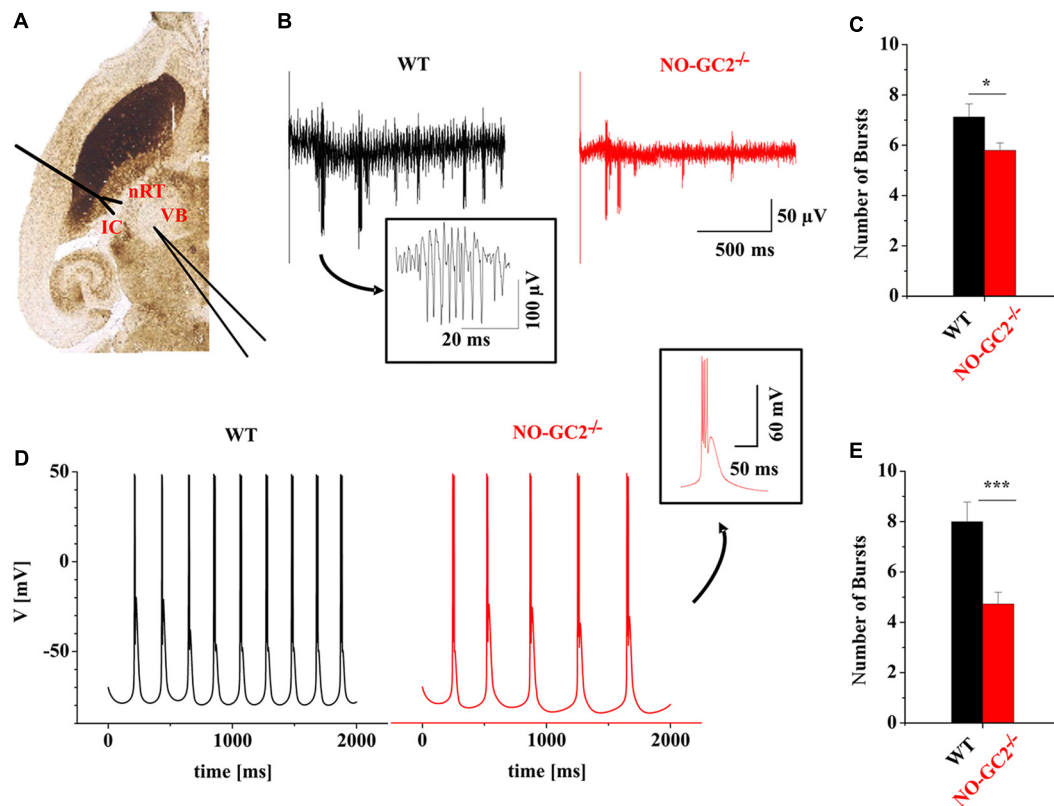 A
nRT
IC
VB
B
WT
NO-GC2-/-
50 µV
500 ms
100 µV
20 ms
C
10
8
6
4
2
0
Number of Bursts
*
WT
NO-GC2-/-
60 mV
50 ms
D
WT
NO-GC2-/-
50
0
-50
V [mV]
0
1000
2000
time [ms]
0
1000
2000
time [ms]
E
10
8
6
4
2
0
Number of Bursts
***
WT
NO-GC2-/-